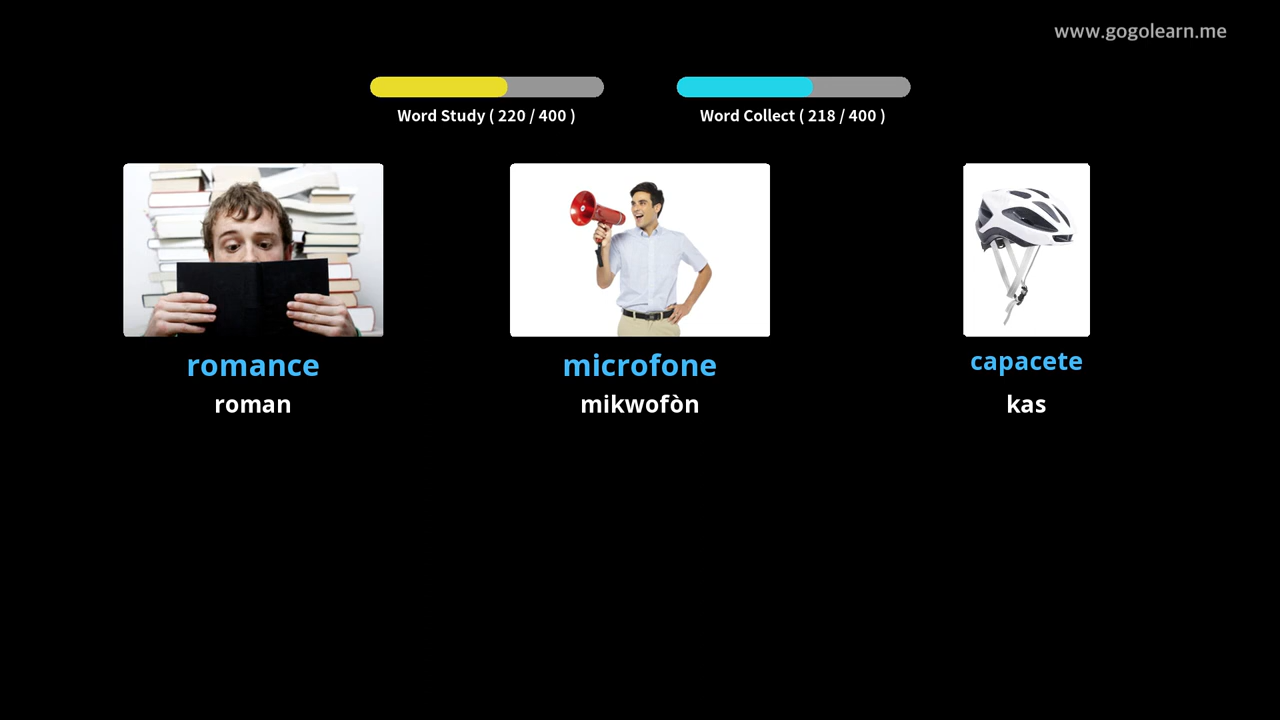 www.gogolearn.me
Word Study ( 220 / 400 )
Word Collect ( 218 / 400 )
romance
roman
microfone
mikwofòn
capacete
kas